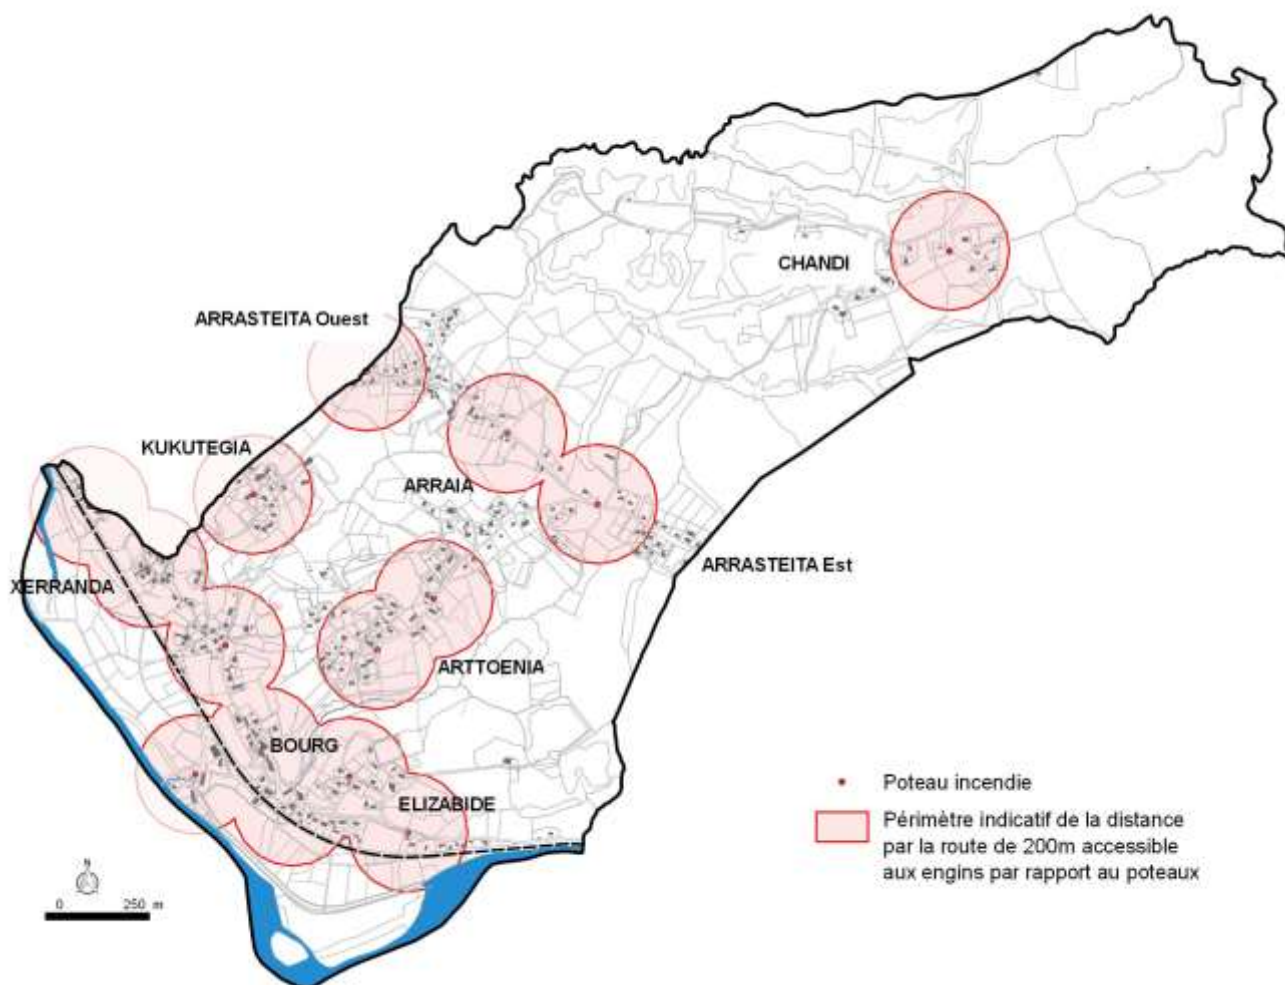 CHANDI
ARRASTEITA Ouest
KUKUTEGIA
ARRAIA
ARRASTEITA Est
XERRANDA
ARTTOENIA
BOURG
ELIZABIDE
Poteau incendie
Périmètre indicatif de la distance
par la route de 200m accessible
aux engins par rapport au poteaux
N
0 250 m